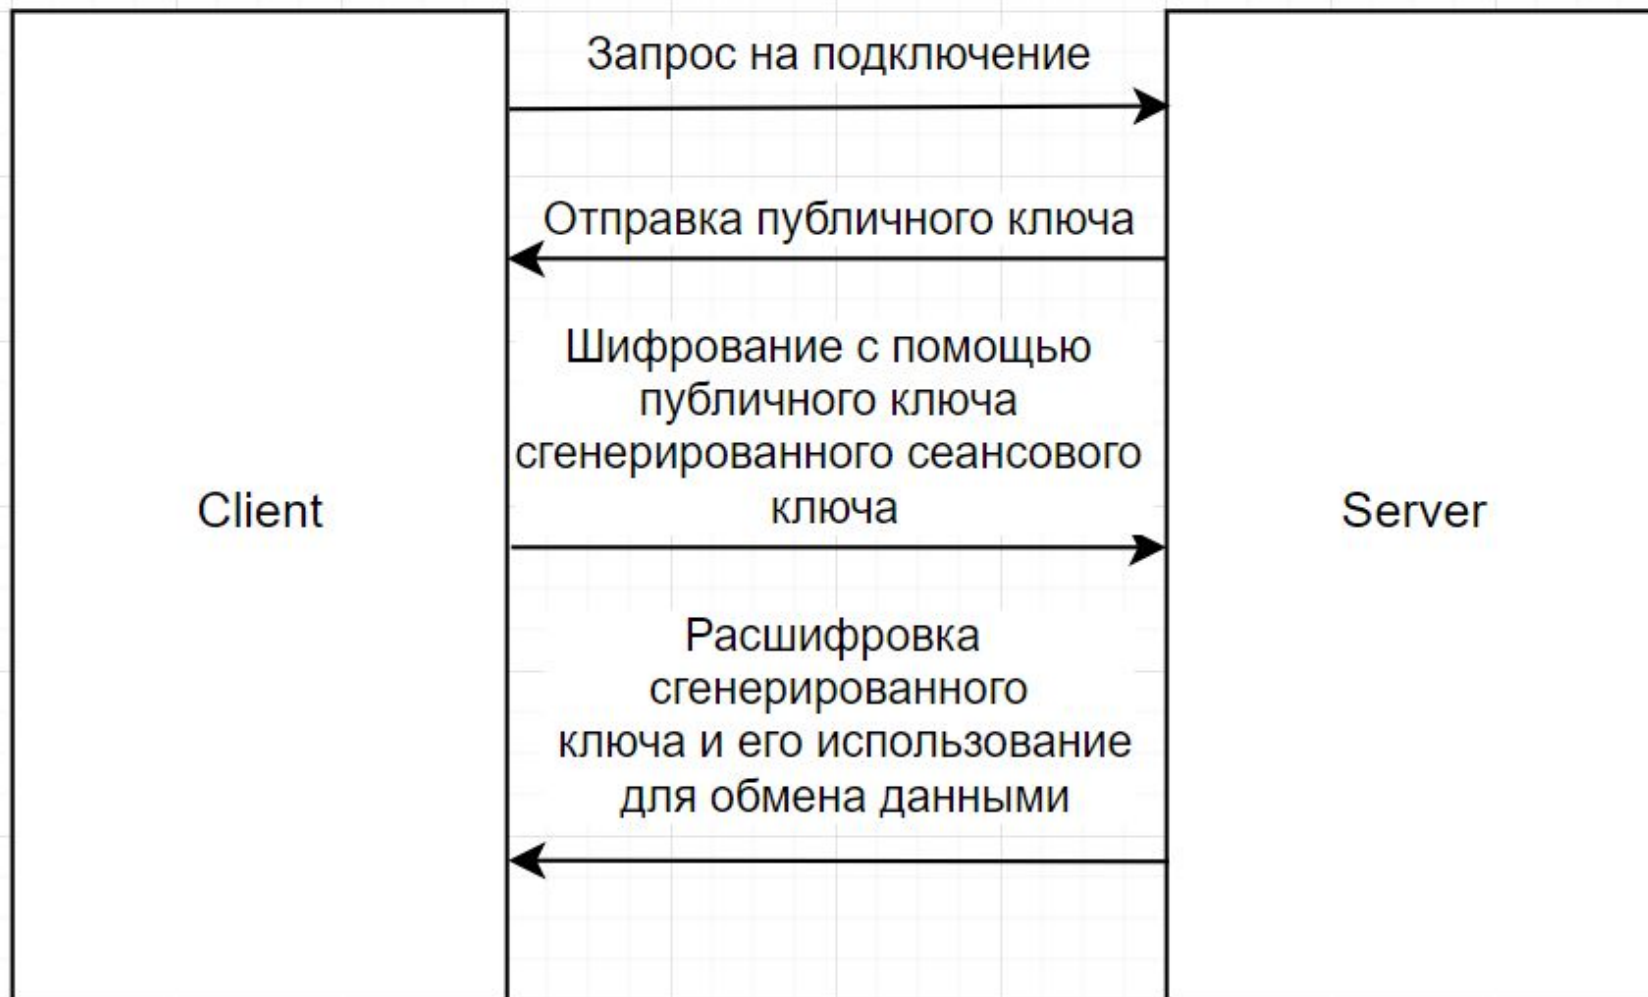 Запрос на подключение
Отправка публичного ключа
Шифрование с помощью
публичного ключа
сгенерированного сеансового
ключа
Client
Server
Расшифровка
сгенерированного
ключа и его использование
для обмена данными